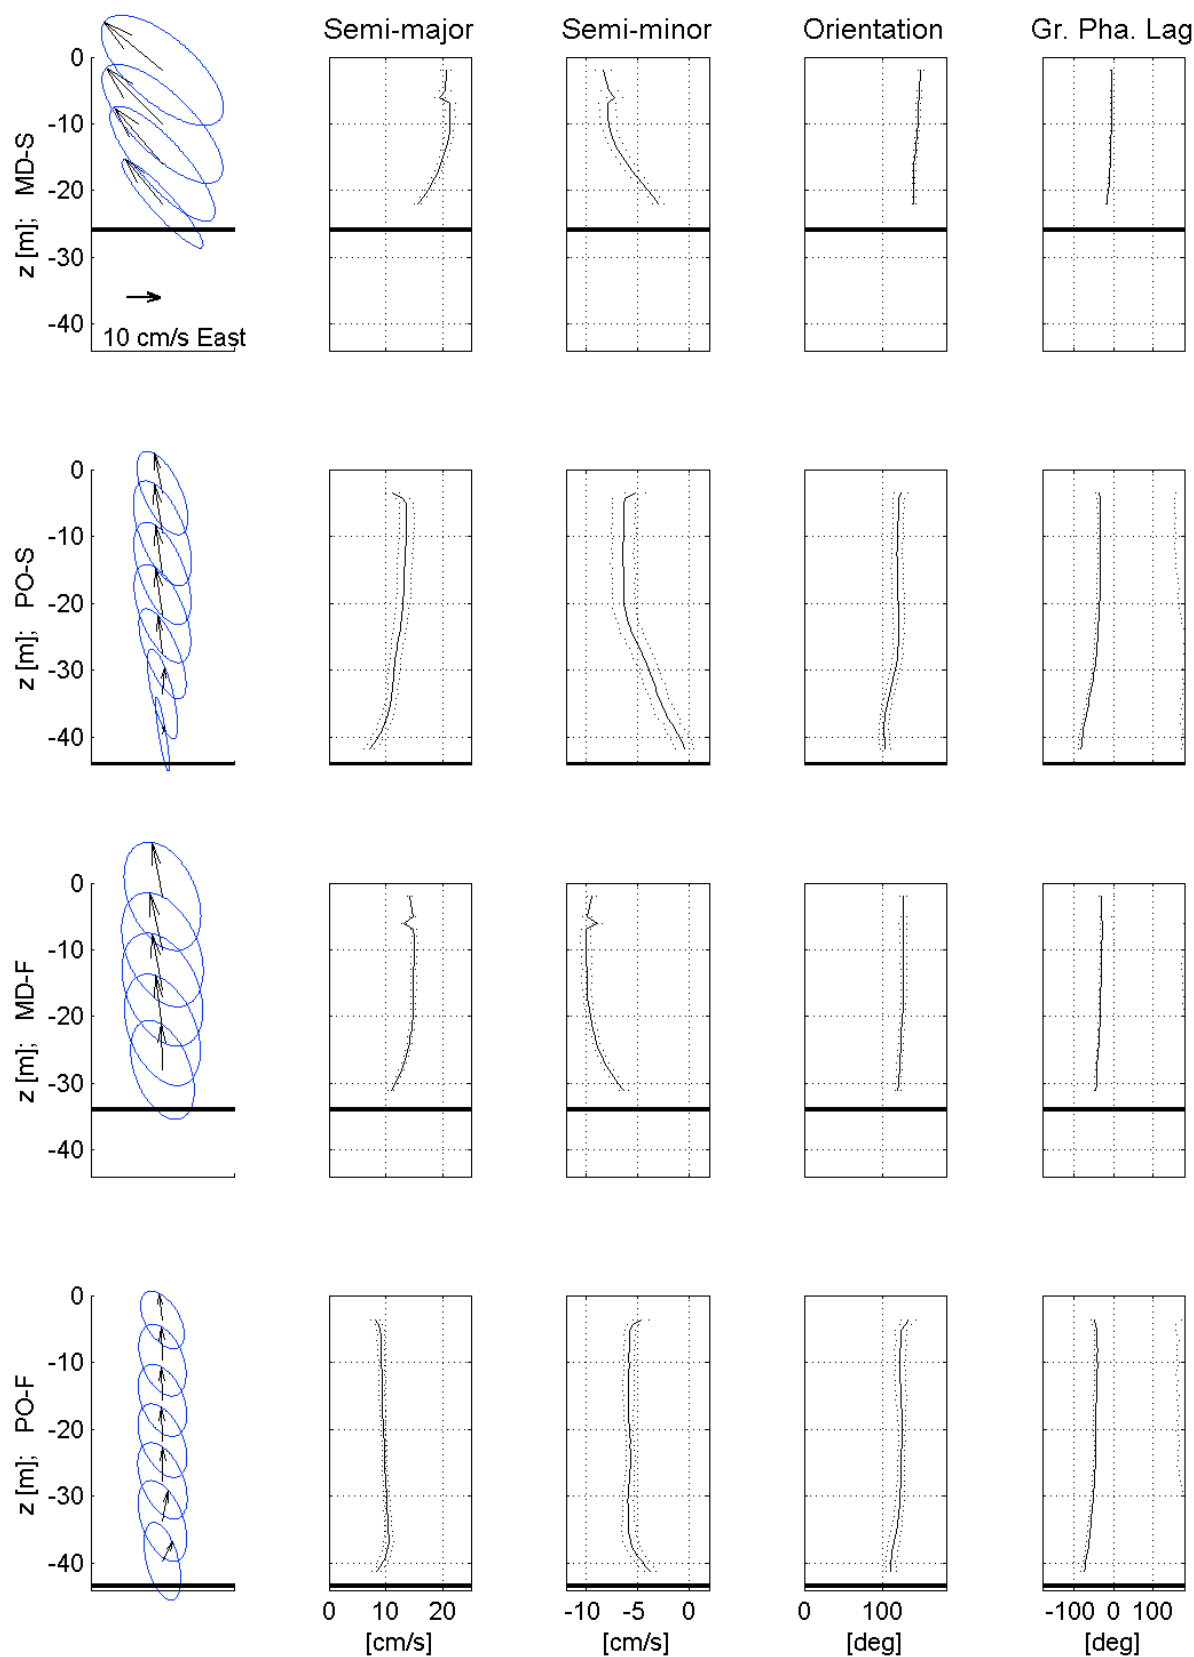 Semi-major Semi-minor Orientation Gr. Pha. Lag
0
-10
-20
-30
-40
z [m]; MD-S
10 cm/s East
0
-10
-20
-30
-40
z [m]; PO-S
0
-10
-20
-30
-40
z [m]; MD-F
0
-10
-20
-30
-40
z [m]; PO-F
0 10 20 -10 -5 0 0 100 -100 0 100
[cm/s] [cm/s] [deg] [deg]